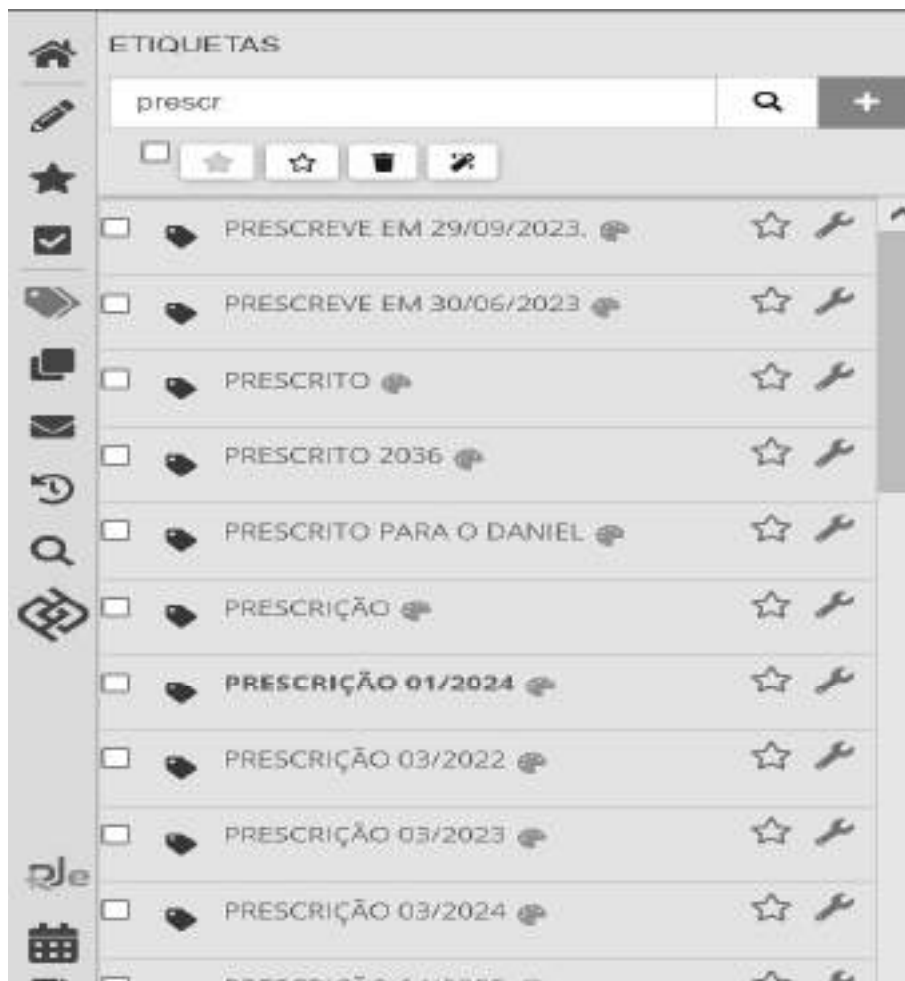 ETIQUETAS
prescr
PRESCREVE EM 29/09/2023.
PRESCREVE EM 30/06/2023
PRESCRITO
PRESCRITO 2036
PRESCRITO PARA O DANIEL
PRESCRIÇÃO
PRESCRIÇÃO 01/2024
PRESCRIÇÃO 03/2022
PRESCRIÇÃO 03/2023
PRESCRIÇÃO 03/2024
PJe